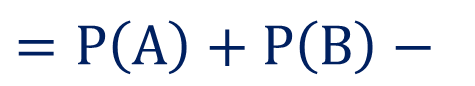 = P(A) + P(B) −